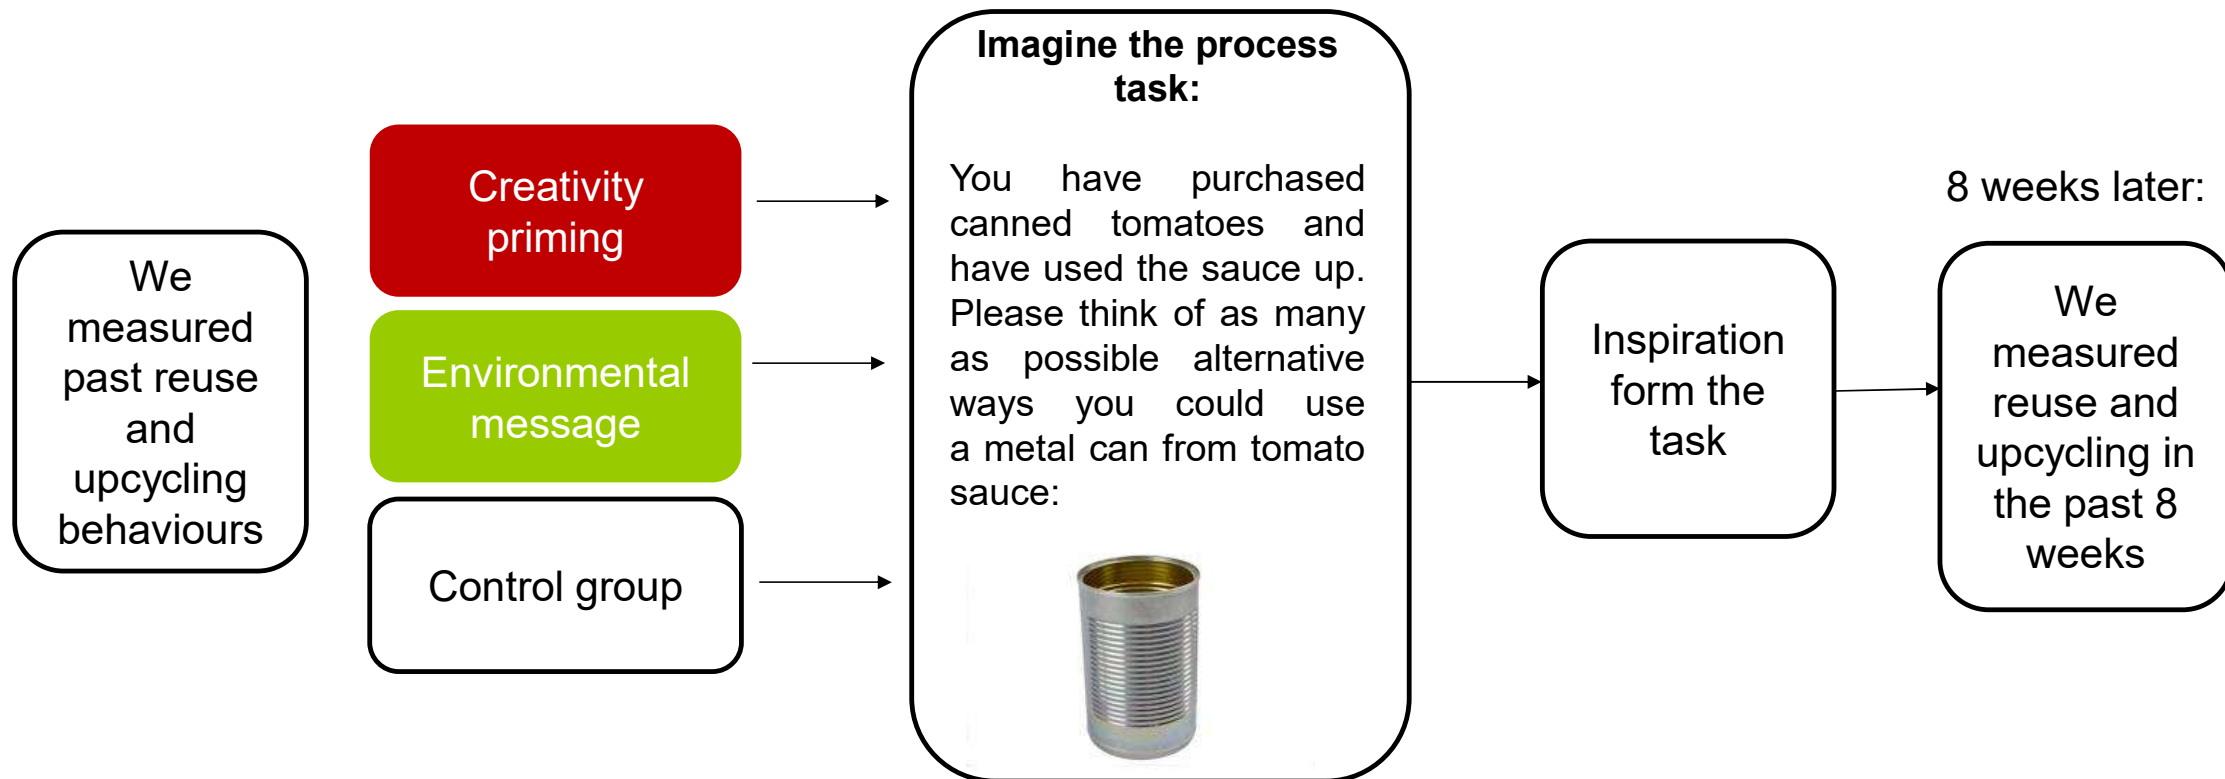 We
measured
past reuse
and
upcycling
behaviours
Creativity
priming
Environmental
message
Control group
Imagine the process
task:
You have purchased
canned tomatoes and
have used the sauce up.
Please think of as many
as possible alternative
ways you could use
a metal can from tomato
sauce:
Inspiration
form the
task
8 weeks later:
We
measured
reuse and
upcycling in
the past 8
weeks